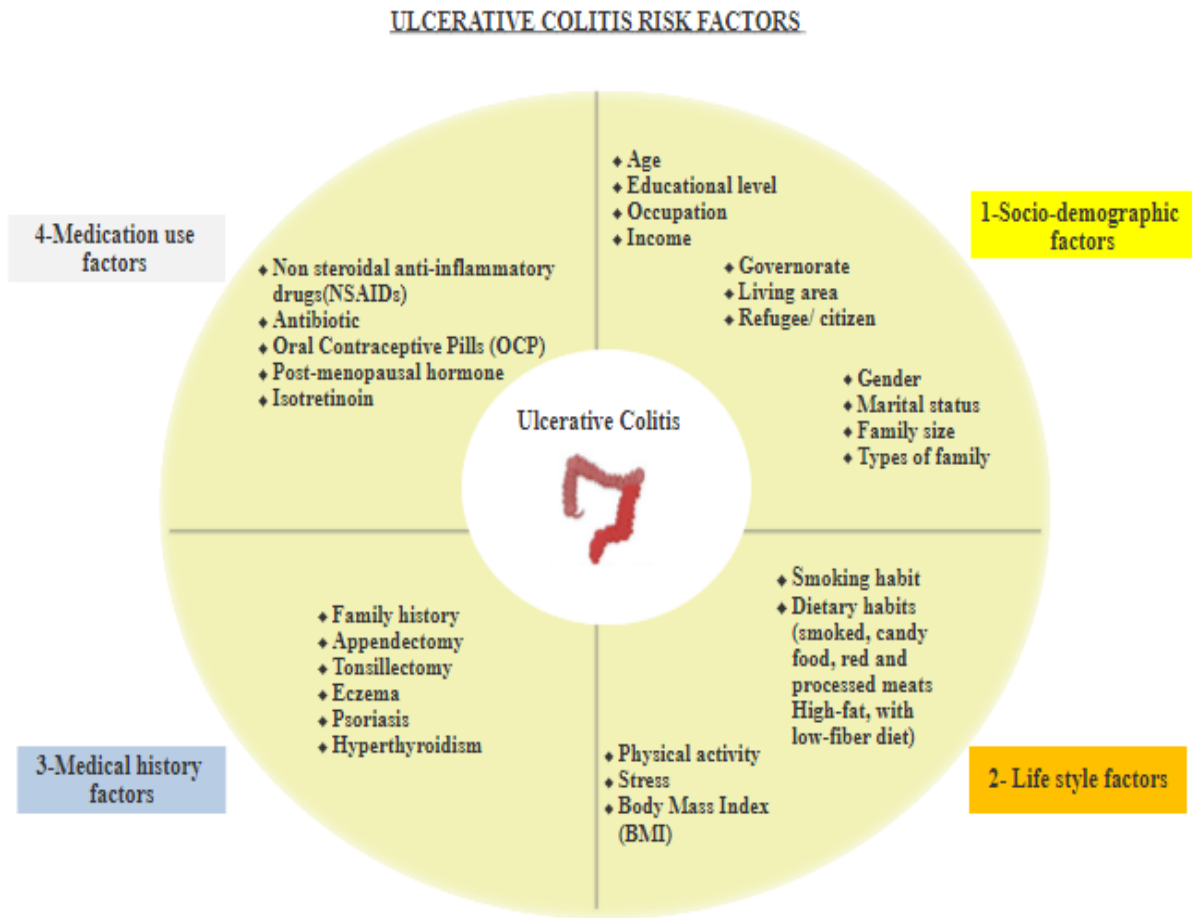 ULCERATIVE COLITIS RISK FACTORS
1-Socio-demographic
factors
♦ Age
♦ Educational level
♦ Occupation
♦ Income
♦ Governorate
♦ Living area
♦ Refugee/ citizen
♦ Gender
♦ Marital status
♦ Family size
♦ Types of family
2- Life style factors
♦ Smoking habit
♦ Dietary habits
(smoked, candy
food, red and
processed meats
High-fat, with
low-fiber diet)
♦ Physical activity
♦ Stress
♦ Body Mass Index
(BMI)
3-Medical history
factors
♦ Family history
♦ Appendectomy
♦ Tonsillectomy
♦ Eczema
♦ Psoriasis
♦ Hyperthyroidism
4-Medication use
factors
♦ Non steroidal anti-inflammatory
drugs(NSAIDs)
♦ Antibiotic
♦ Oral Contraceptive Pills (OCP)
♦ Post-menopausal hormone
♦ Isotretinoin
Ulcerative Colitis